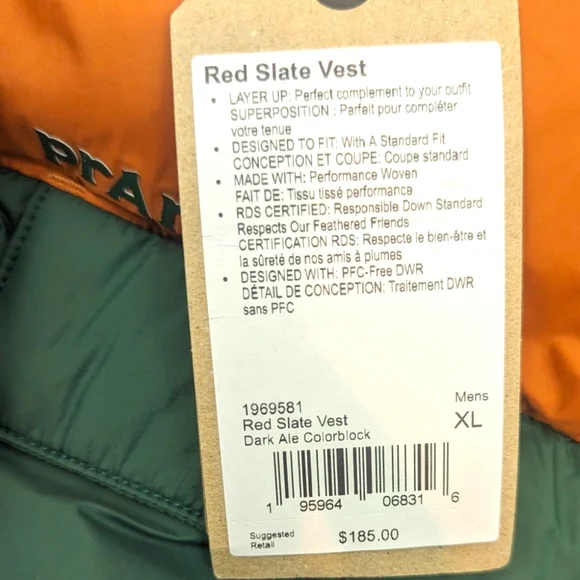 Red Slate Vest
• LAYER UP: Perfect complement to your outfit
SUPERPOSITION : Parfait pour compléter
votre tenue
• DESIGNED TO FIT: With A Standard Fit
CONCEPTION ET COUPE: Coupe standard
• MADE WITH: Performance Woven
FAIT DE: Tissu tissé performance
• RDS CERTIFIED: Responsible Down Standard
Respects Our Feathered Friends
CERTIFICATION RDS: Respecte le bien-être et
la sûreté de nos amis à plumes
• DESIGNED WITH: PFC-Free DWR
DÉTAIL DE CONCEPTION: Traitement DWR
sans PFC
1969581
Red Slate Vest
Dark Ale Colorblock
Mens
XL
1 95964 06831 6
Suggested
Retail
$185.00
prAn